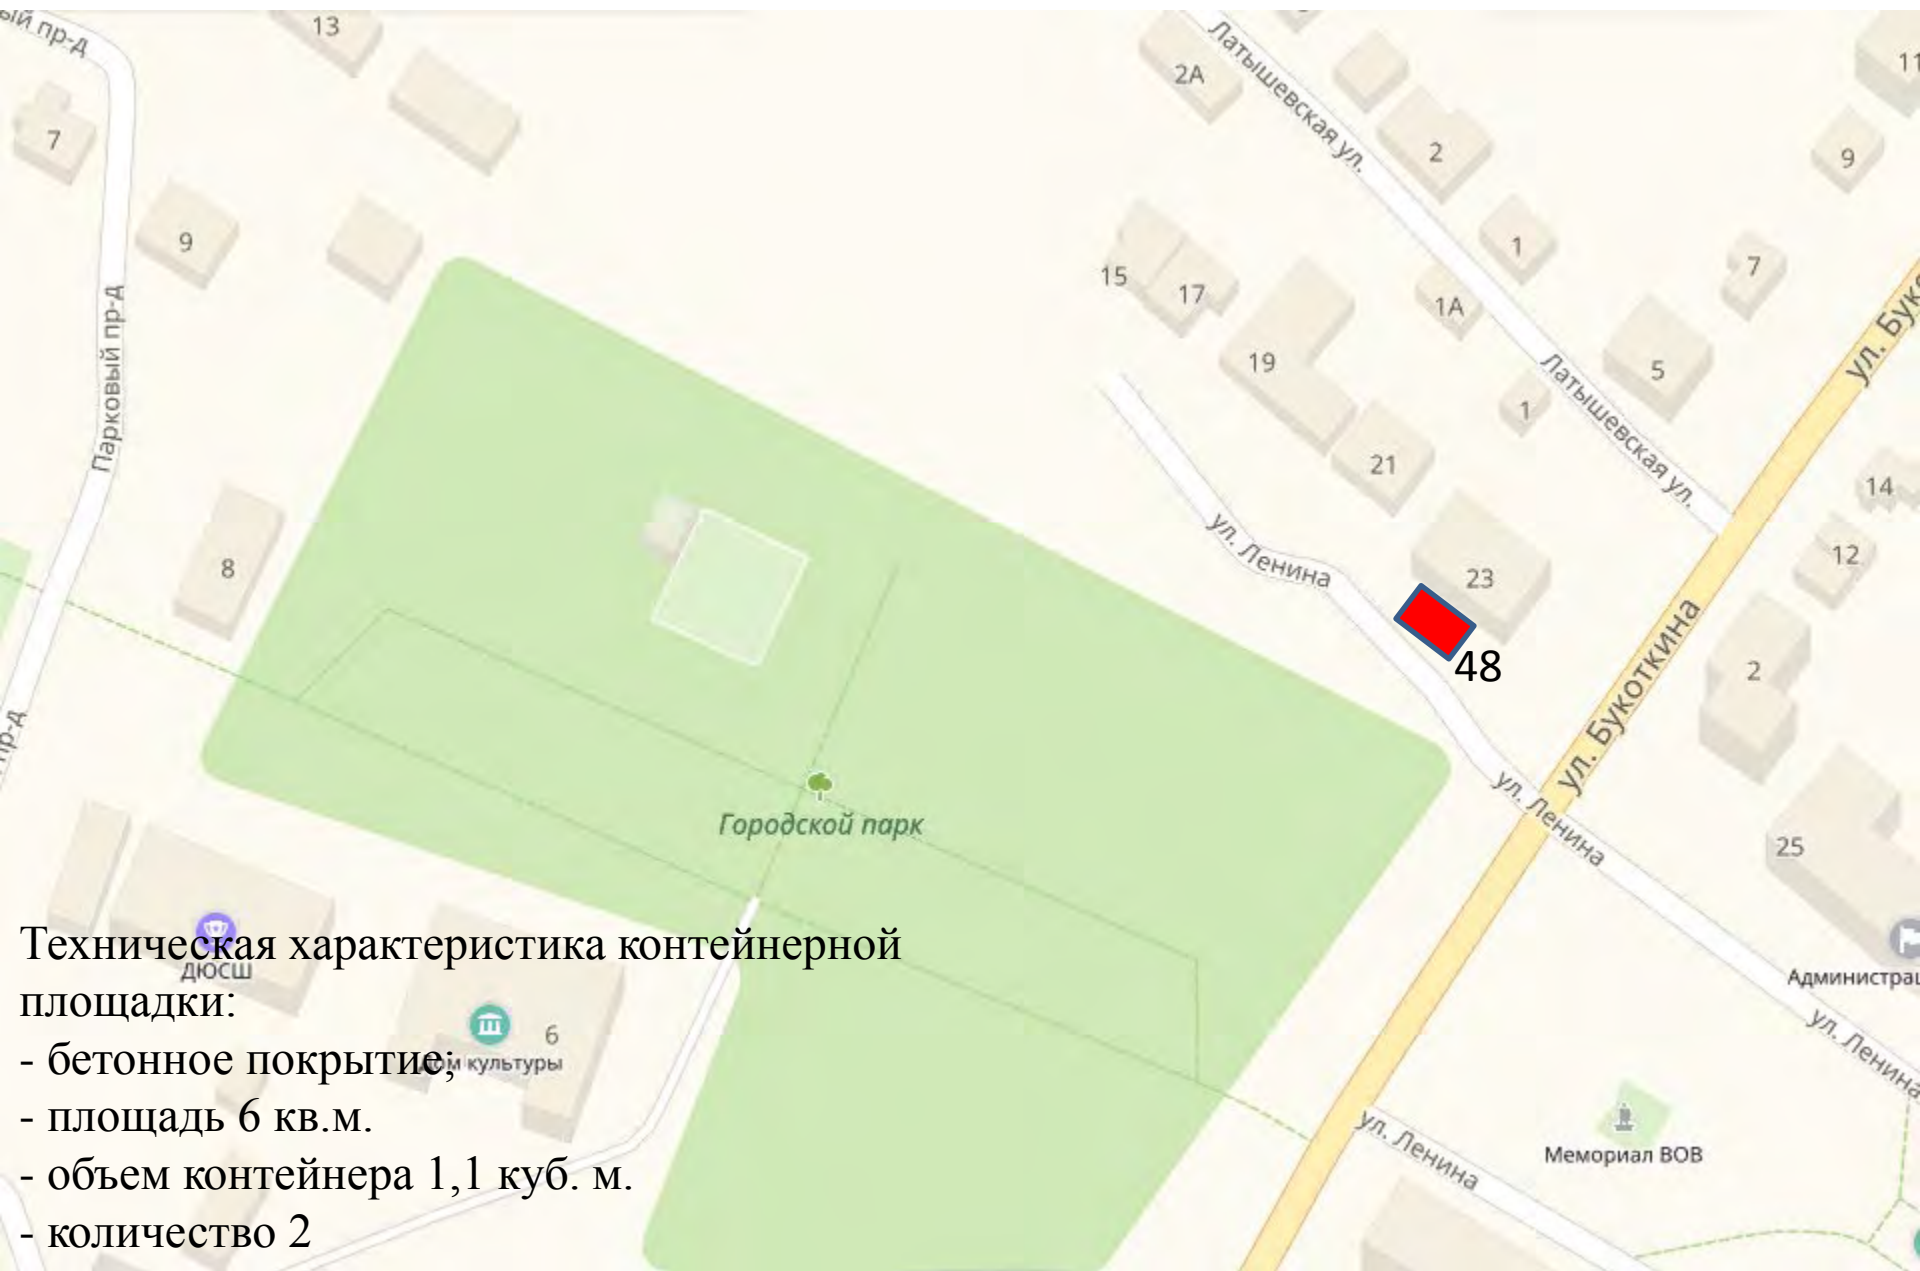 ый пр-д
13
7
9
Парковый пр-д
8
пр-д
2А
Латышевская ул.
2
11
9
1
7
15
17
1А
19
5
ул. Бук
Латышевская ул.
1
21
14
ул. Ленина
23
12
48
ул. Букоткина
2
ул. Ленина
25
Городской парк
ДЮСШ
6
Дом культуры
Администрац
ул. Ленина
ул. Ленина
Мемориал ВОВ
Техническая характеристика контейнерной
площадки:
- бетонное покрытие;
- площадь 6 кв.м.
- объем контейнера 1,1 куб. м.
- количество 2